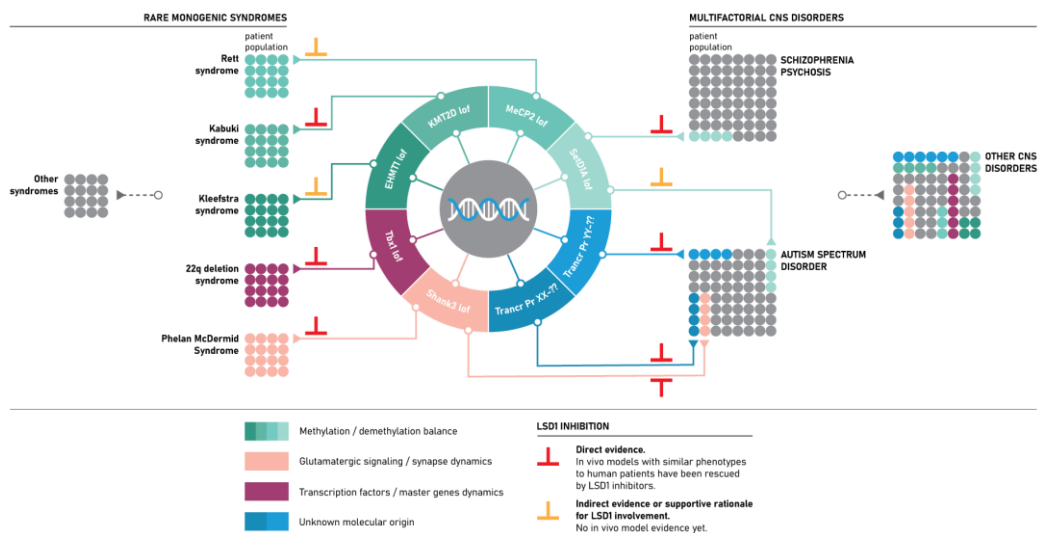 RARE MONOGENIC SYNDROMES
MULTIFACTORIAL CNS DISORDERS
patient
population
Rett
syndrome
Kabuki
syndrome
Other
syndromes
Kleefstra
syndrome
22q deletion
syndrome
Phelan McDermid
Syndrome
KMT2D lof
MeCP2 lof
EHMT1 lof
SetD1A lof
Tbx1 lof
Trancr Pr YY-??
Shank3 lof
Trancr Pr XX-??
patient
population
SCHIZOPHRENIA
PSYCHOSIS
OTHER CNS
DISORDERS
AUTISM SPECTRUM
DISORDER
Methylation / demethylation balance
Glutamatergic signaling / synapse dynamics
Transcription factors / master genes dynamics
Unknown molecular origin
LSD1 INHIBITION
Direct evidence.
In vivo models with similar phenotypes
to human patients have been rescued
by LSD1 inhibitors.
Indirect evidence or supportive rationale
for LSD1 involvement.
No in vivo model evidence yet.